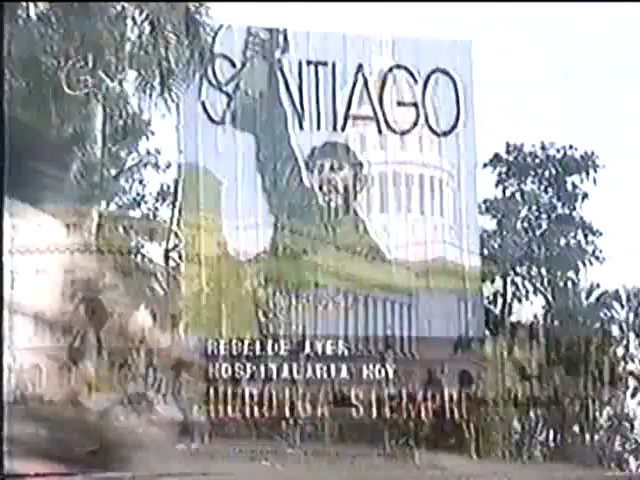 SANTIAGO
REBELDE AYER
HOSPITALARIA HOY
HEROICA SIEMPRE